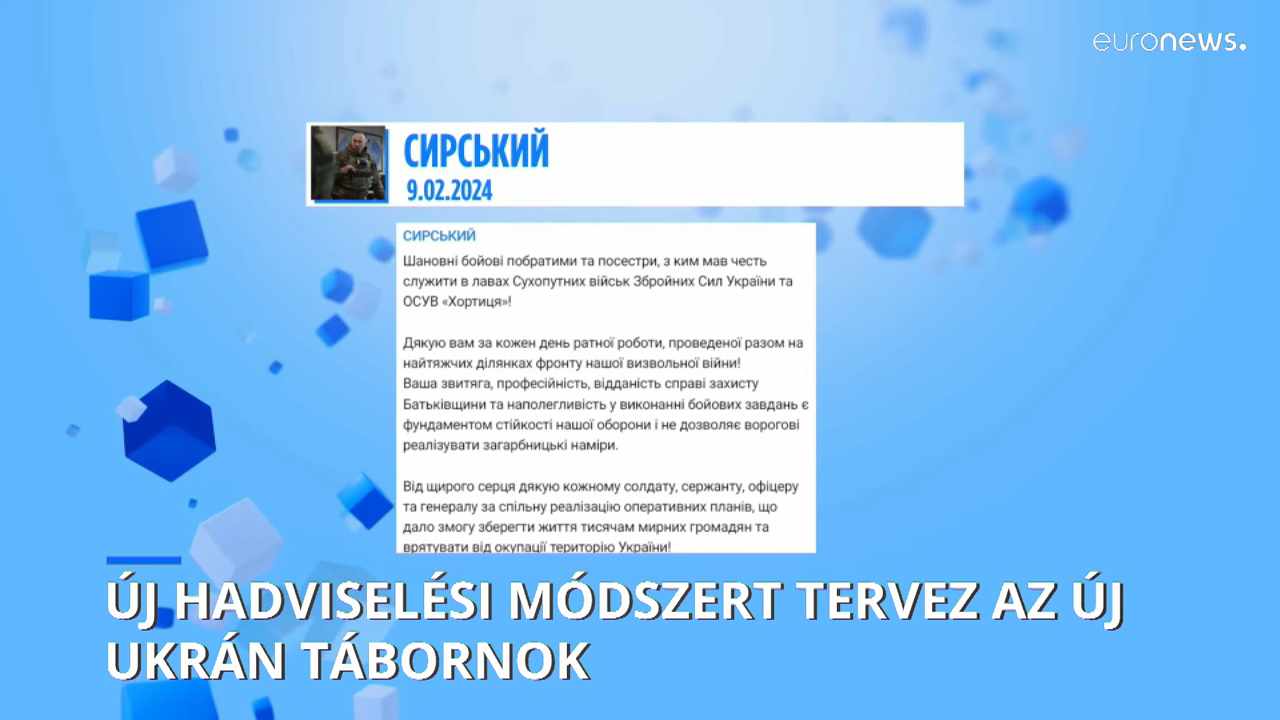 euronews.
СИРСЬКИЙ
9.02.2024
СИРСЬКИЙ
Шановні бойові побратими та посестри, з ким мав честь
служити в лавах Сухопутних військ Збройних Сил України та
ОСУВ «Хортиця»!
Дякую вам за кожен день ратної роботи, проведеної разом на
найтяжчих ділянках фронту нашої визвольної війни!
Ваша звитяга, професійність, відданість справі захисту
Батьківщини та наполегливість у виконанні бойових завдань є
фундаментом стійкості нашої оборони і не дозволяє ворогові
реалізувати загарбницькі наміри.
Від щирого серця дякую кожному солдату, сержанту, офіцеру
та генералу за спільну реалізацію оперативних планів, що
дало змогу зберегти життя тисячам мирних громадян та
врятувати від окупації територію України!
ÚJ HADVISELÉSI MÓDSZERT TERVEZ AZ ÚJ
UKRÁN TÁBORNOK